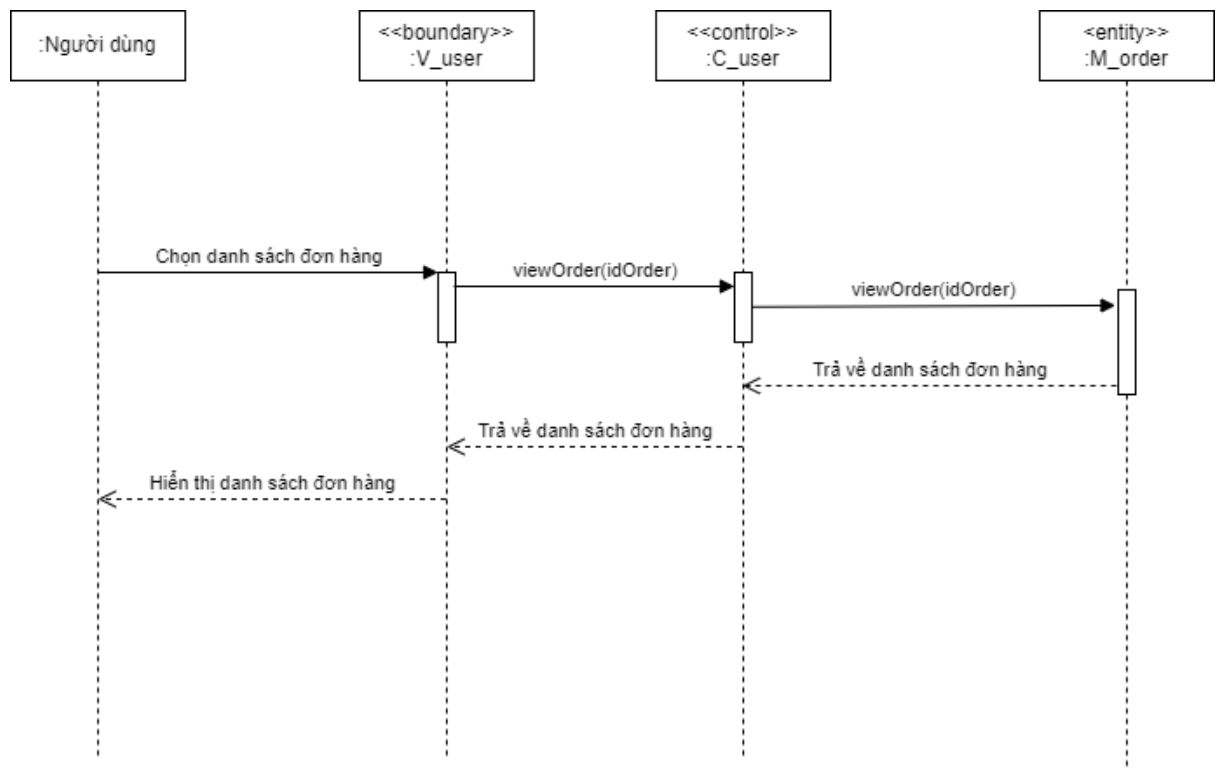 :Người dùng
<<boundary>>
:V_user
<<control>>
:C_user
<entity>>
:M_order
Chọn danh sách đơn hàng
viewOrder(idOrder)
viewOrder(idOrder)
Trả về danh sách đơn hàng
Trả về danh sách đơn hàng
Hiển thị danh sách đơn hàng